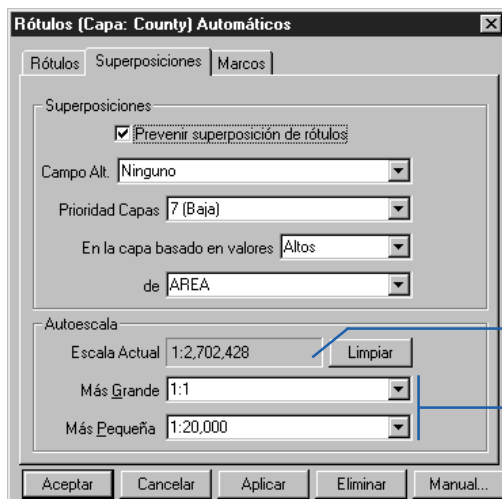 Rótulos (Capa: County) Automáticos
Rótulos Superposiciones Marcos
Superposiciones
Prevenir superposición de rótulos
Campo Alt. Ninguno
Prioridad Capas 7 (Baja)
En la capa basado en valores Altos
de AREA
Autoescala
Escala Actual 1:2,702,428 Limpiar
Más Grande 1:1
Más Pequeña 1:20,000
Aceptar Cancelar Aplicar Eliminar Manual...